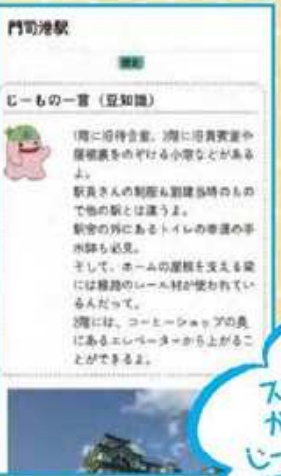 門司港駅
じーもの一言（豆知識）
1階に旧待合室、2階に旧貴賓室や
屋根裏をのぞける小窓などがある
よ。
駅員さんの制服も創建当時のもの
で他の駅とは違うよ。
駅舎の外にあるトイレの幸運の手
水鉢も必見。
そして、ホームの屋根を支える梁
には線路のレール材が使われてい
るんだって。
2階には、コーヒーショップの奥
にあるエレベーターから上がるこ
とができるよ。
ス
が
じー